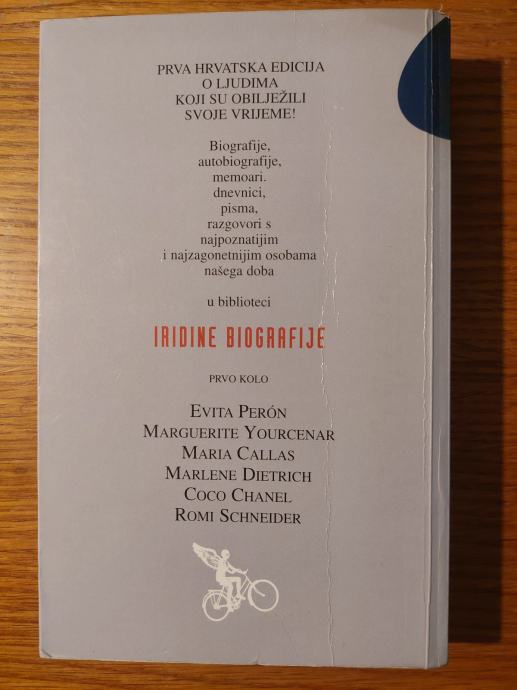 PRVA HRVATSKA EDICIJA
O LJUDIMA
KOJI SU OBILJEŽILI
SVOJE VRIJEME!
Biografije,
autobiografije,
memoari.
dnevnici,
pisma,
razgovori s
najpoznatijim
i najzagonetnijim osobama
našega doba
u biblioteci
IRIDINE BIOGRAFIJE
PRVO KOLO
EVITA PERÓN
MARGUERITE YOURCENAR
MARIA CALLAS
MARLENE DIETRICH
COCO CHANEL
ROMI SCHNEIDER